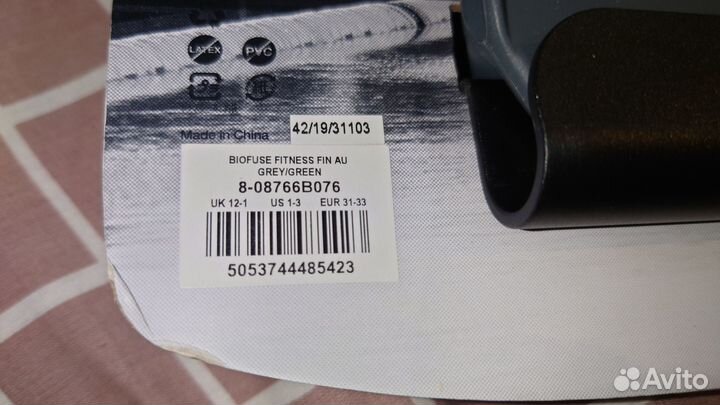 LATEX
PVC
Made in China
42/19/31103
BIOFUSE FITNESS FIN AU
GREY/GREEN
8-08766B076
UK 12-1 US 1-3 EUR 31-33
5053744485423
Avito